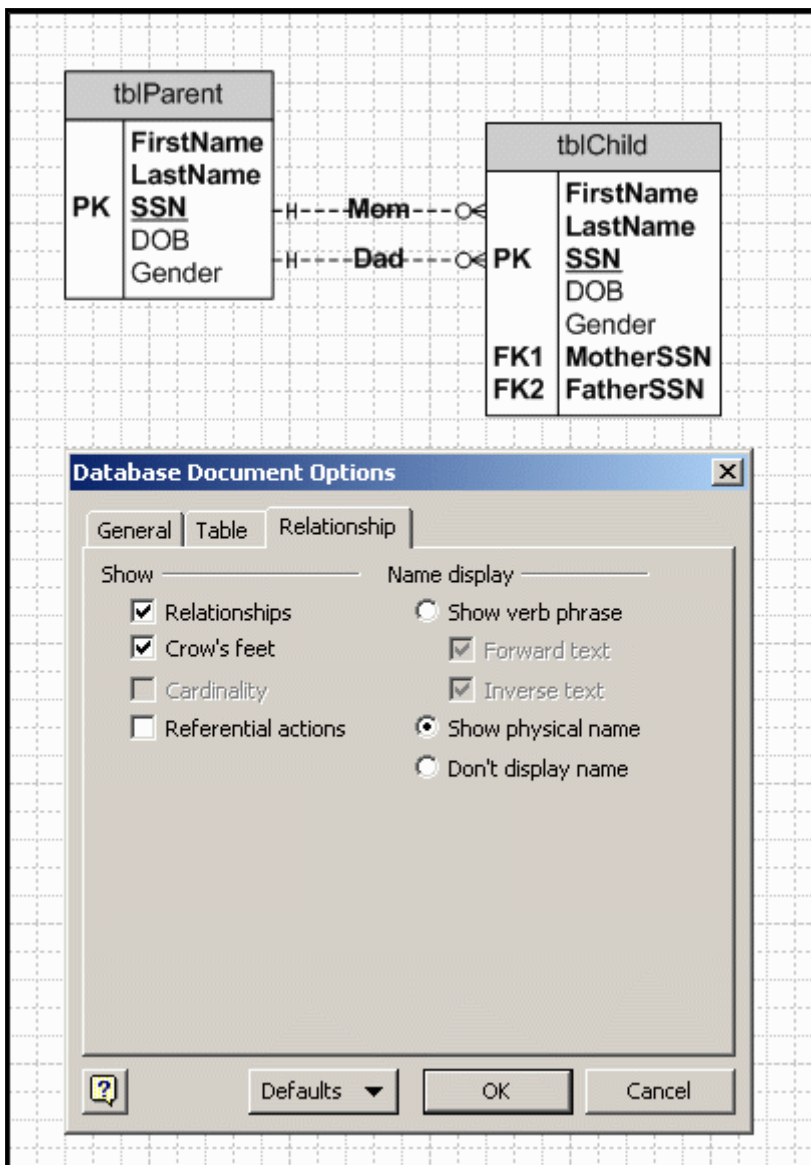 tblParent
FirstName
LastName
PK SSN
DOB
Gender
Mom
Dad
tblChild
FirstName
LastName
PK SSN
DOB
Gender
FK1 MotherSSN
FK2 FatherSSN
Database Document Options
General Table Relationship
Show Name display
Relationships Show verb phrase
Crow's feet Forward text
Cardinality Inverse text
Referential actions Show physical name
Don't display name
? Defaults OK Cancel